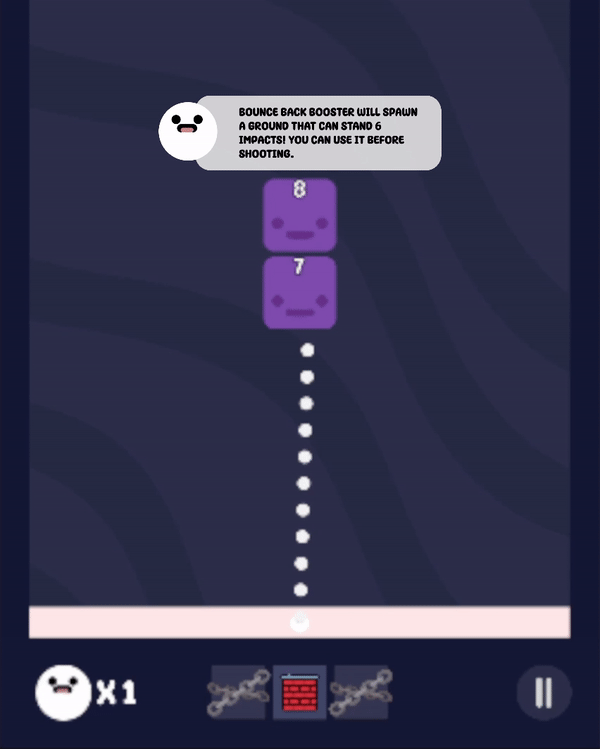 BOUNCE BACK BOOSTER WILL SPAWN
A GROUND THAT CAN STAND 6
IMPACTS! YOU CAN USE IT BEFORE
SHOOTING.
8
7
X1